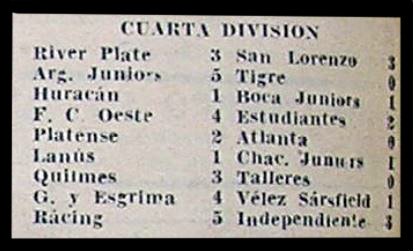 CUARTA DIVISION
River Plate 3 San Lorenzo 3
Arg. Juniors 5 Tigre 0
Huracán 1 Boca Juniors 1
F. C. Oeste 4 Estudiantes 2
Platense 2 Atlanta 0
Lanús 1 Chac. Juniors 1
Quilmes 3 Talleres 0
G. y Esgrima 4 Vélez Sársfield 1
Rácing 5 Independiente 3